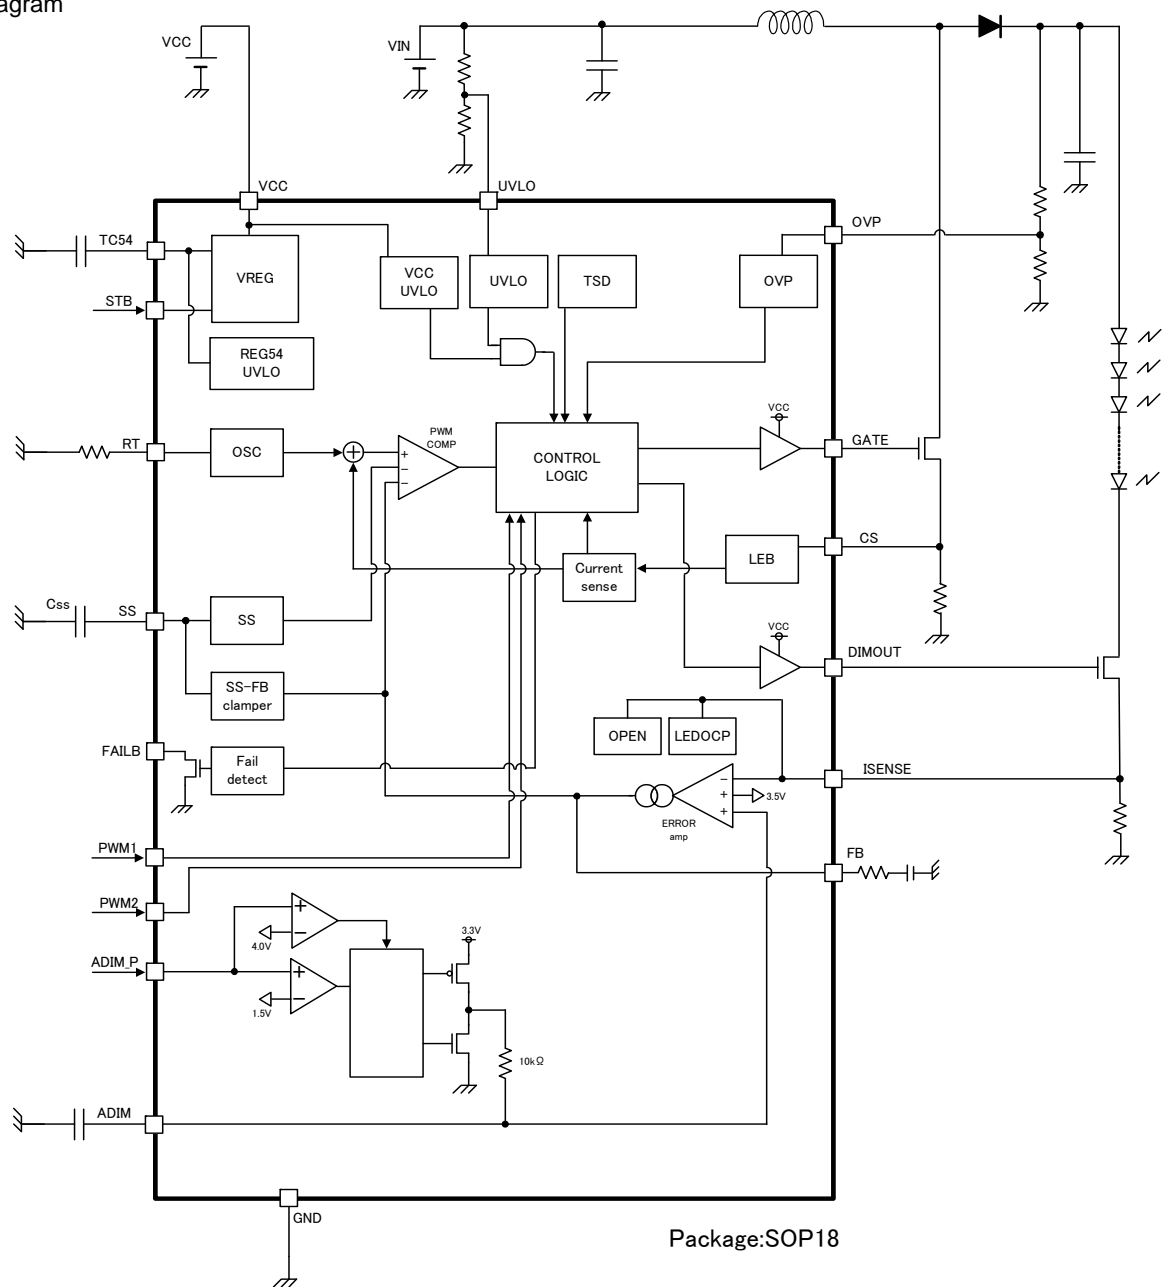 agram
VCC
VIN
VCC
UVLO
TC54
STB
VREG
REG54
UVLO
VCC
UVLO
UVLO
TSD
OVP
OVP
RT
OSC
+
PWM
COMP
+
−
−
CONTROL
LOGIC
VCC
GATE
Current
sense
LEB
CS
Css
SS
SS
SS-FB
clamper
VCC
DIMOUT
OPEN
LEDOCP
FAILB
Fail
detect
ISENSE
−
+
+
3.5V
ERROR
amp
FB
PWM1
PWM2
ADIM_P
+
−
4.0V
+
−
1.5V
3.3V
10kΩ
ADIM
GND
Package:SOP18